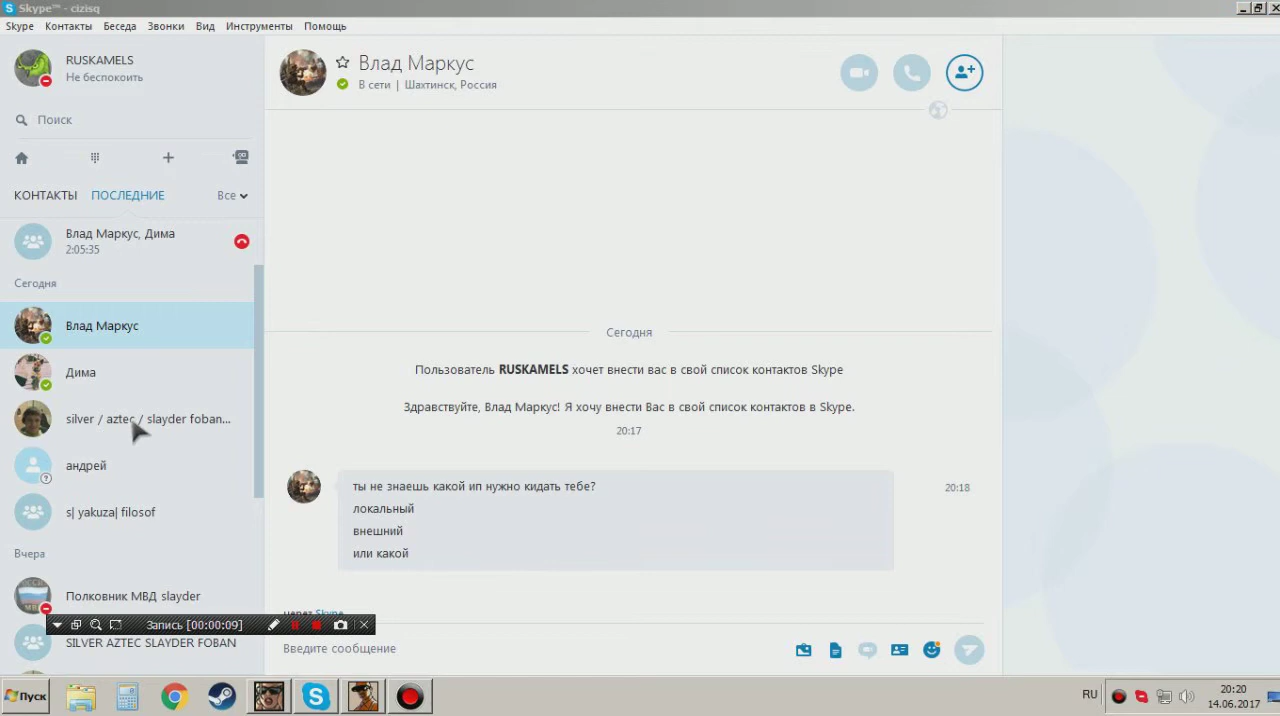 Skype™ - cizisq
Skype Контакты Беседа Звонки Вид Инструменты Помощь
RUSKAMELS
Не беспокоить
Поиск
КОНТАКТЫ ПОСЛЕДНИЕ Все
Влад Маркус, Дима
2:05:35
Сегодня
Влад Маркус
Дима
silver / aztec / slayder foban...
андрей
s| yakuza| filosof
Вчера
Полковник МВД slayder
Запись [00:00:09]
SILVER AZTEC SLAYDER FOBAN
Влад Маркус
В сети | Шахтинск, Россия
Сегодня
Пользователь RUSKAMELS хочет внести вас в свой список контактов Skype
Здравствуйте, Влад Маркус! Я хочу внести Вас в свой список контактов в Skype.
20:17
ты не знаешь какой ип нужно кидать тебе? 20:18
локальный
внешний
или какой
через Skype
Введите сообщение
Пуск
RU
20:20
14.06.2017